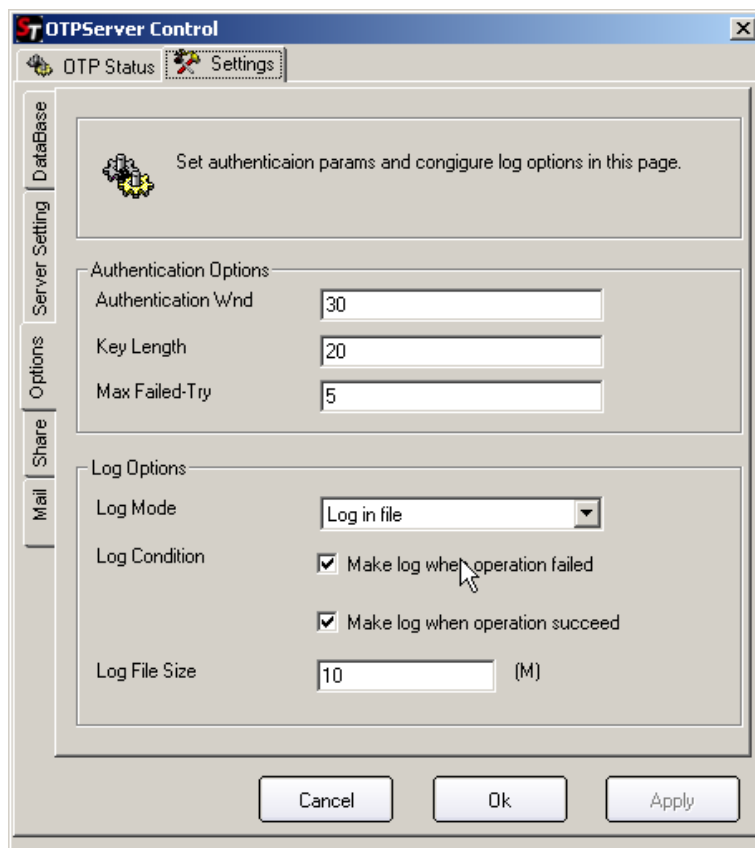 ST OTPServer Control
OTP Status
Settings
DataBase
Server Setting
Options
Share
Mail
Set authenticaion params and congigure log options in this page.
Authentication Options
Authentication Wnd
30
Key Length
20
Max Failed-Try
5
Log Options
Log Mode
Log in file
Log Condition
Make log when operation failed
Make log when operation succeed
Log File Size
10
(M)
Cancel
Ok
Apply